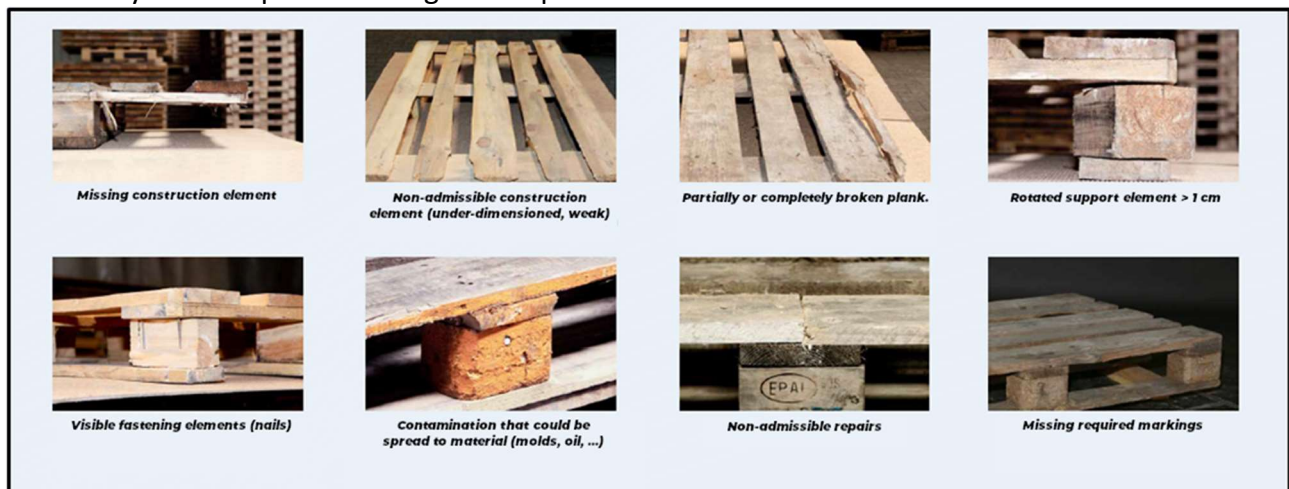 Missing construction element
Non-admissible construction
element (under-dimensioned, weak)
Partially or completely broken plank.
Rotated support element > 1 cm
Visible fastening elements (nails)
Contamination that could be
spread to material (molds, oil, ...)
EPAL
Non-admissible repairs
Missing required markings